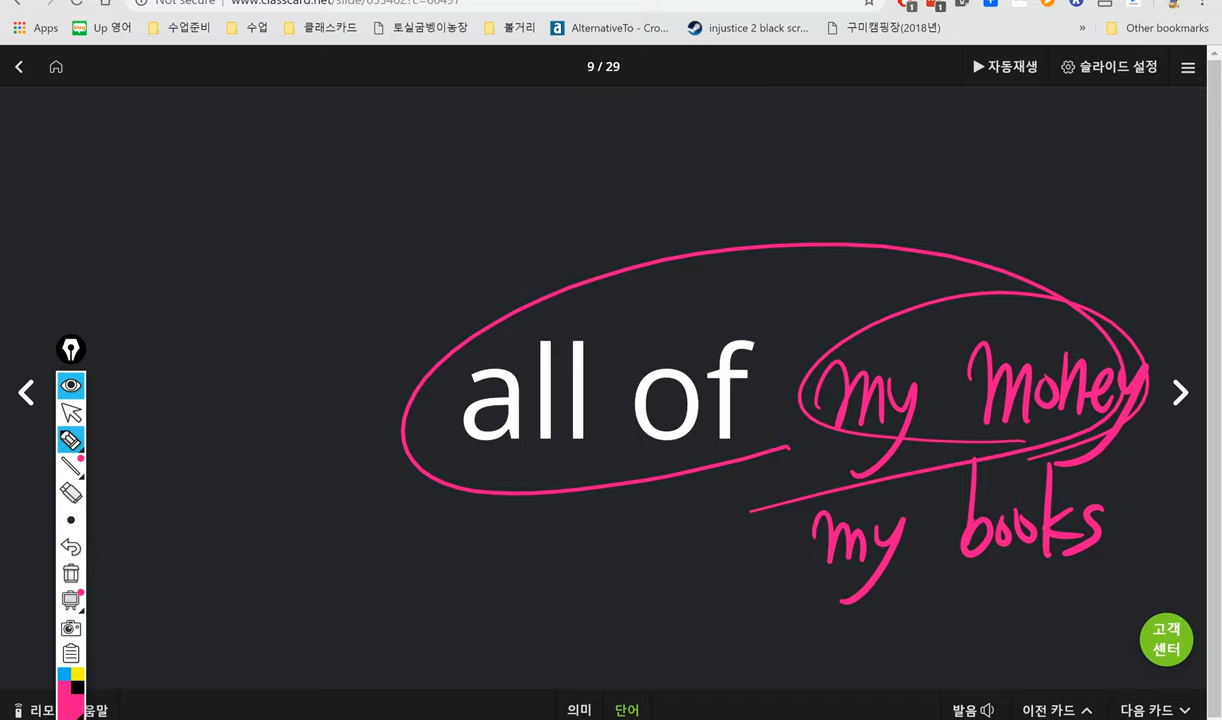 Not secure www.classcard.net/slide/653402?c=60497
Apps Up 영어 수업준비 수업 클래스카드 토실굼벵이농장 볼거리 AlternativeTo - Cro... injustice 2 black scr... 구미캠핑장(2018년) » Other bookmarks
9 / 29 자동재생 슬라이드 설정
all of my money
my books
고객
센터
리모 움말 의미 단어 발음 이전 카드 다음 카드